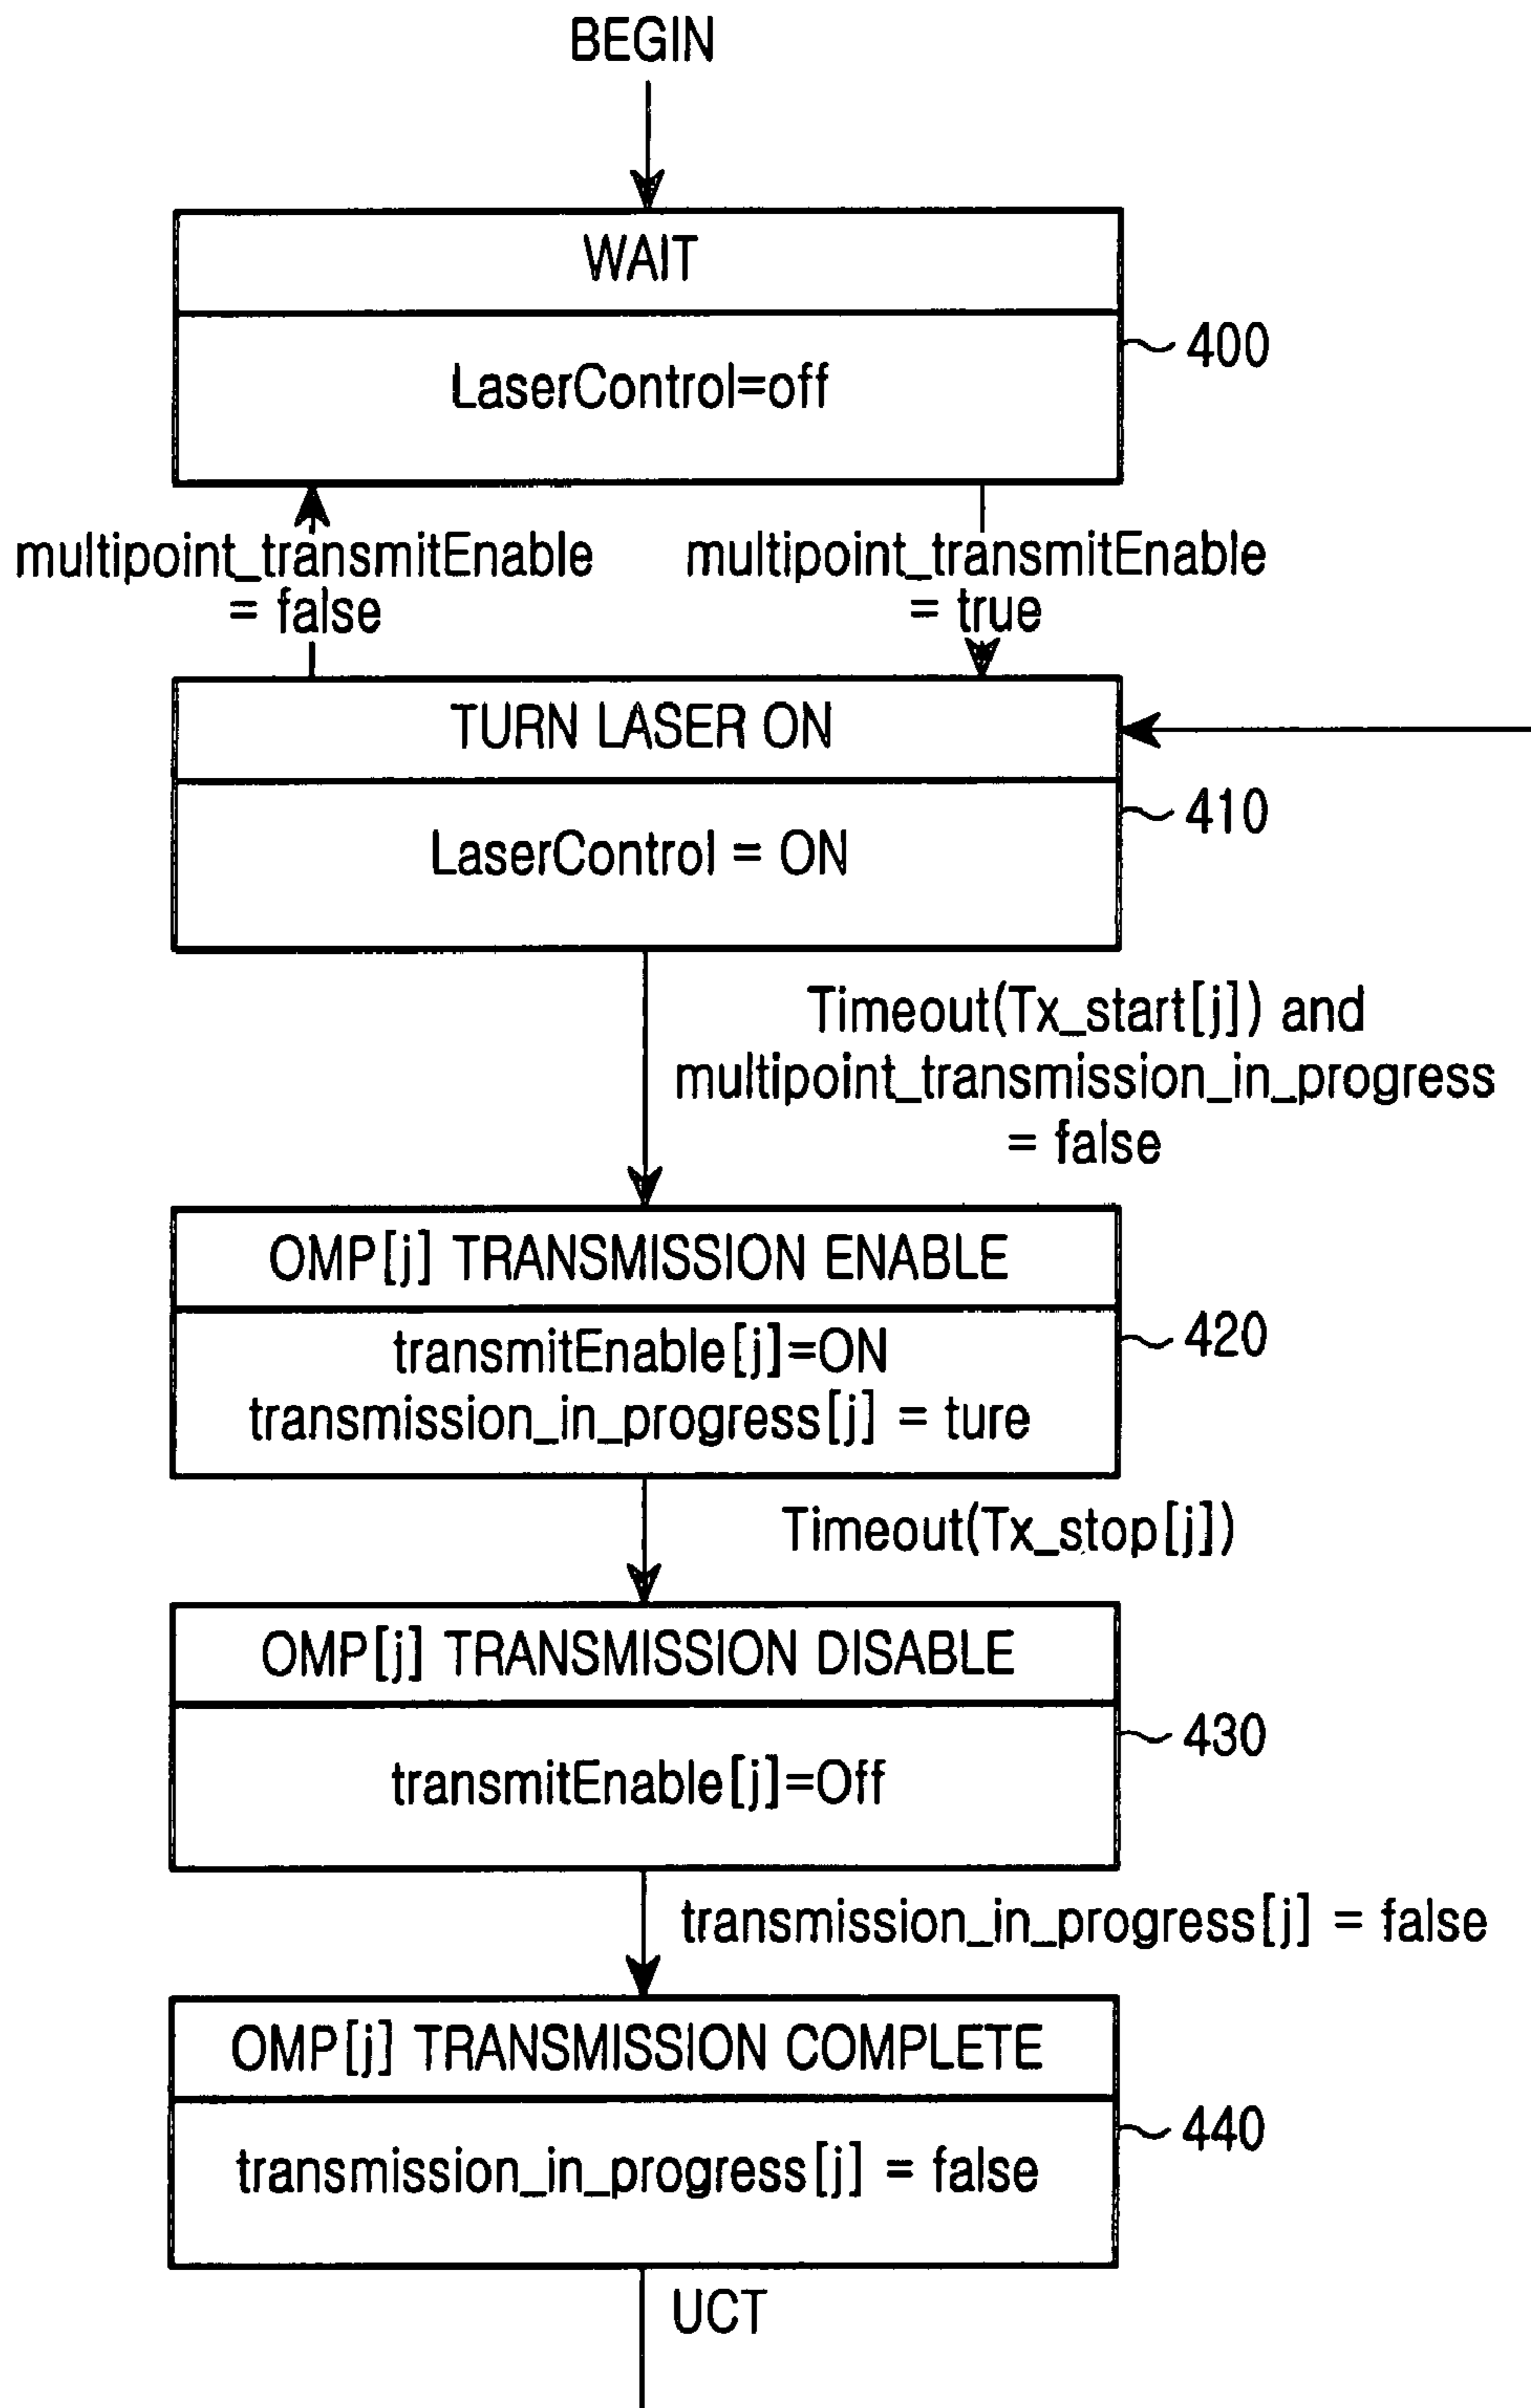 BEGIN
WAIT
LaserControl=off
400
multipoint_transmitEnable
= false
multipoint_transmitEnable
= true
TURN LASER ON
LaserControl = ON
410
Timeout(Tx_start[j]) and
multipoint_transmission_in_progress
= false
OMP[j] TRANSMISSION ENABLE
transmitEnable[j]=ON
transmission_in_progress[j] = ture
420
Timeout(Tx_stop[j])
OMP[j] TRANSMISSION DISABLE
transmitEnable[j]=Off
430
transmission_in_progress[j] = false
OMP[j] TRANSMISSION COMPLETE
transmission_in_progress[j] = false
440
UCT